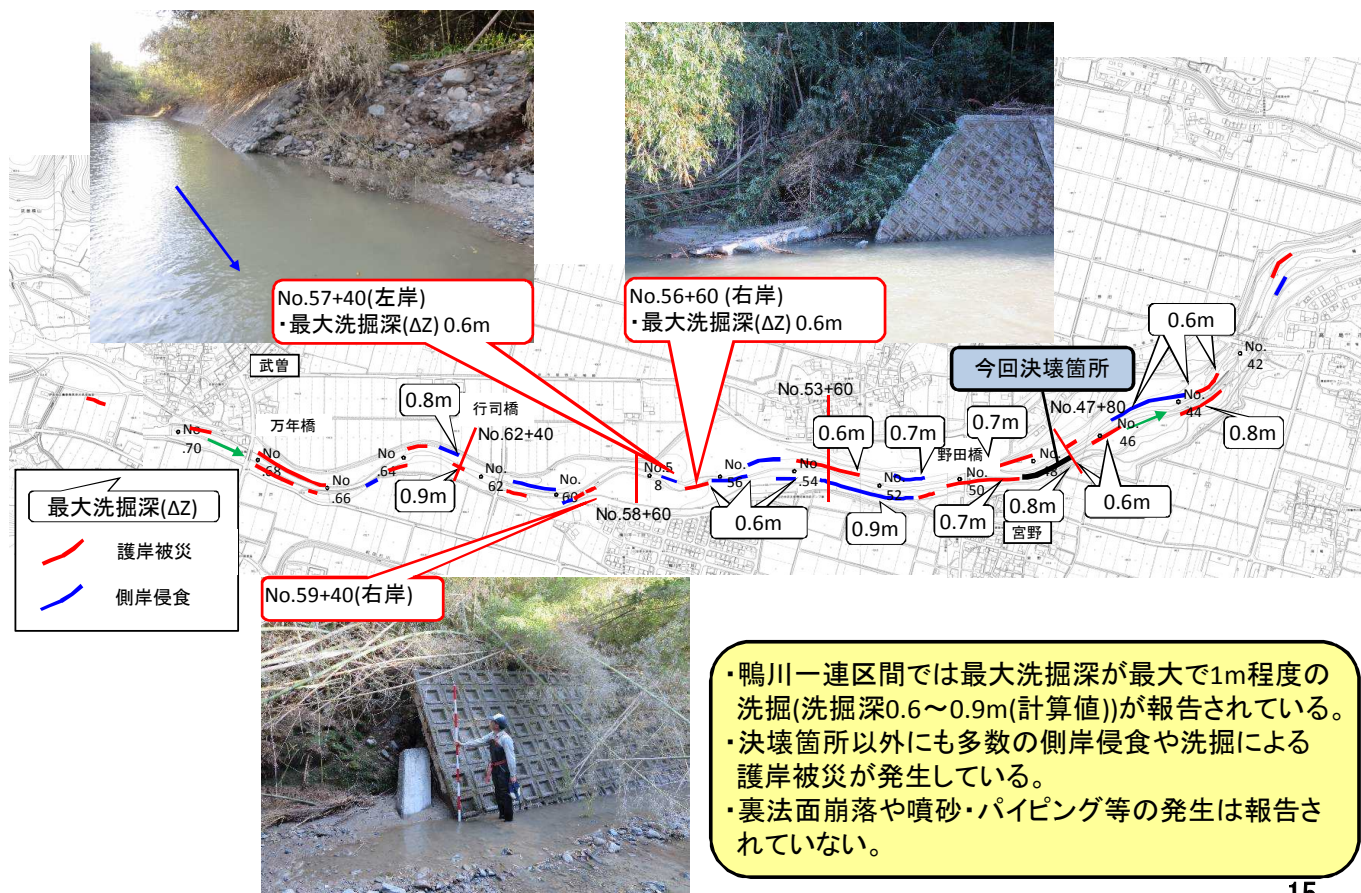 No.57+40(左岸)
・最大洗掘深(ΔZ) 0.6m
No.56+60 (右岸)
・最大洗掘深(ΔZ) 0.6m
武曽
万年橋
行司橋
No.62+40
0.8m
0.9m
No.53+60
今回決壊箇所
No.47+80
0.6m
0.7m
野田橋
0.7m
0.6m
No.
42
No.
44
No.
46
0.8m
No
.70
No
.68
No
.66
No
.64
No.
62
No.
60
No.5
8
No.
56
No
.54
No.
52
No.
50
No.
48
No.58+60
0.6m
0.9m
0.7m
0.8m
宮野
0.6m
最大洗掘深(ΔZ)
護岸被災
側岸侵食
No.59+40(右岸)
・鴨川一連区間では最大洗掘深が最大で1m程度の
洗掘(洗掘深0.6～0.9m(計算値))が報告されている。
・決壊箇所以外にも多数の側岸侵食や洗掘による
護岸被災が発生している。
・裏法面崩落や噴砂・パイピング等の発生は報告さ
れていない。
15